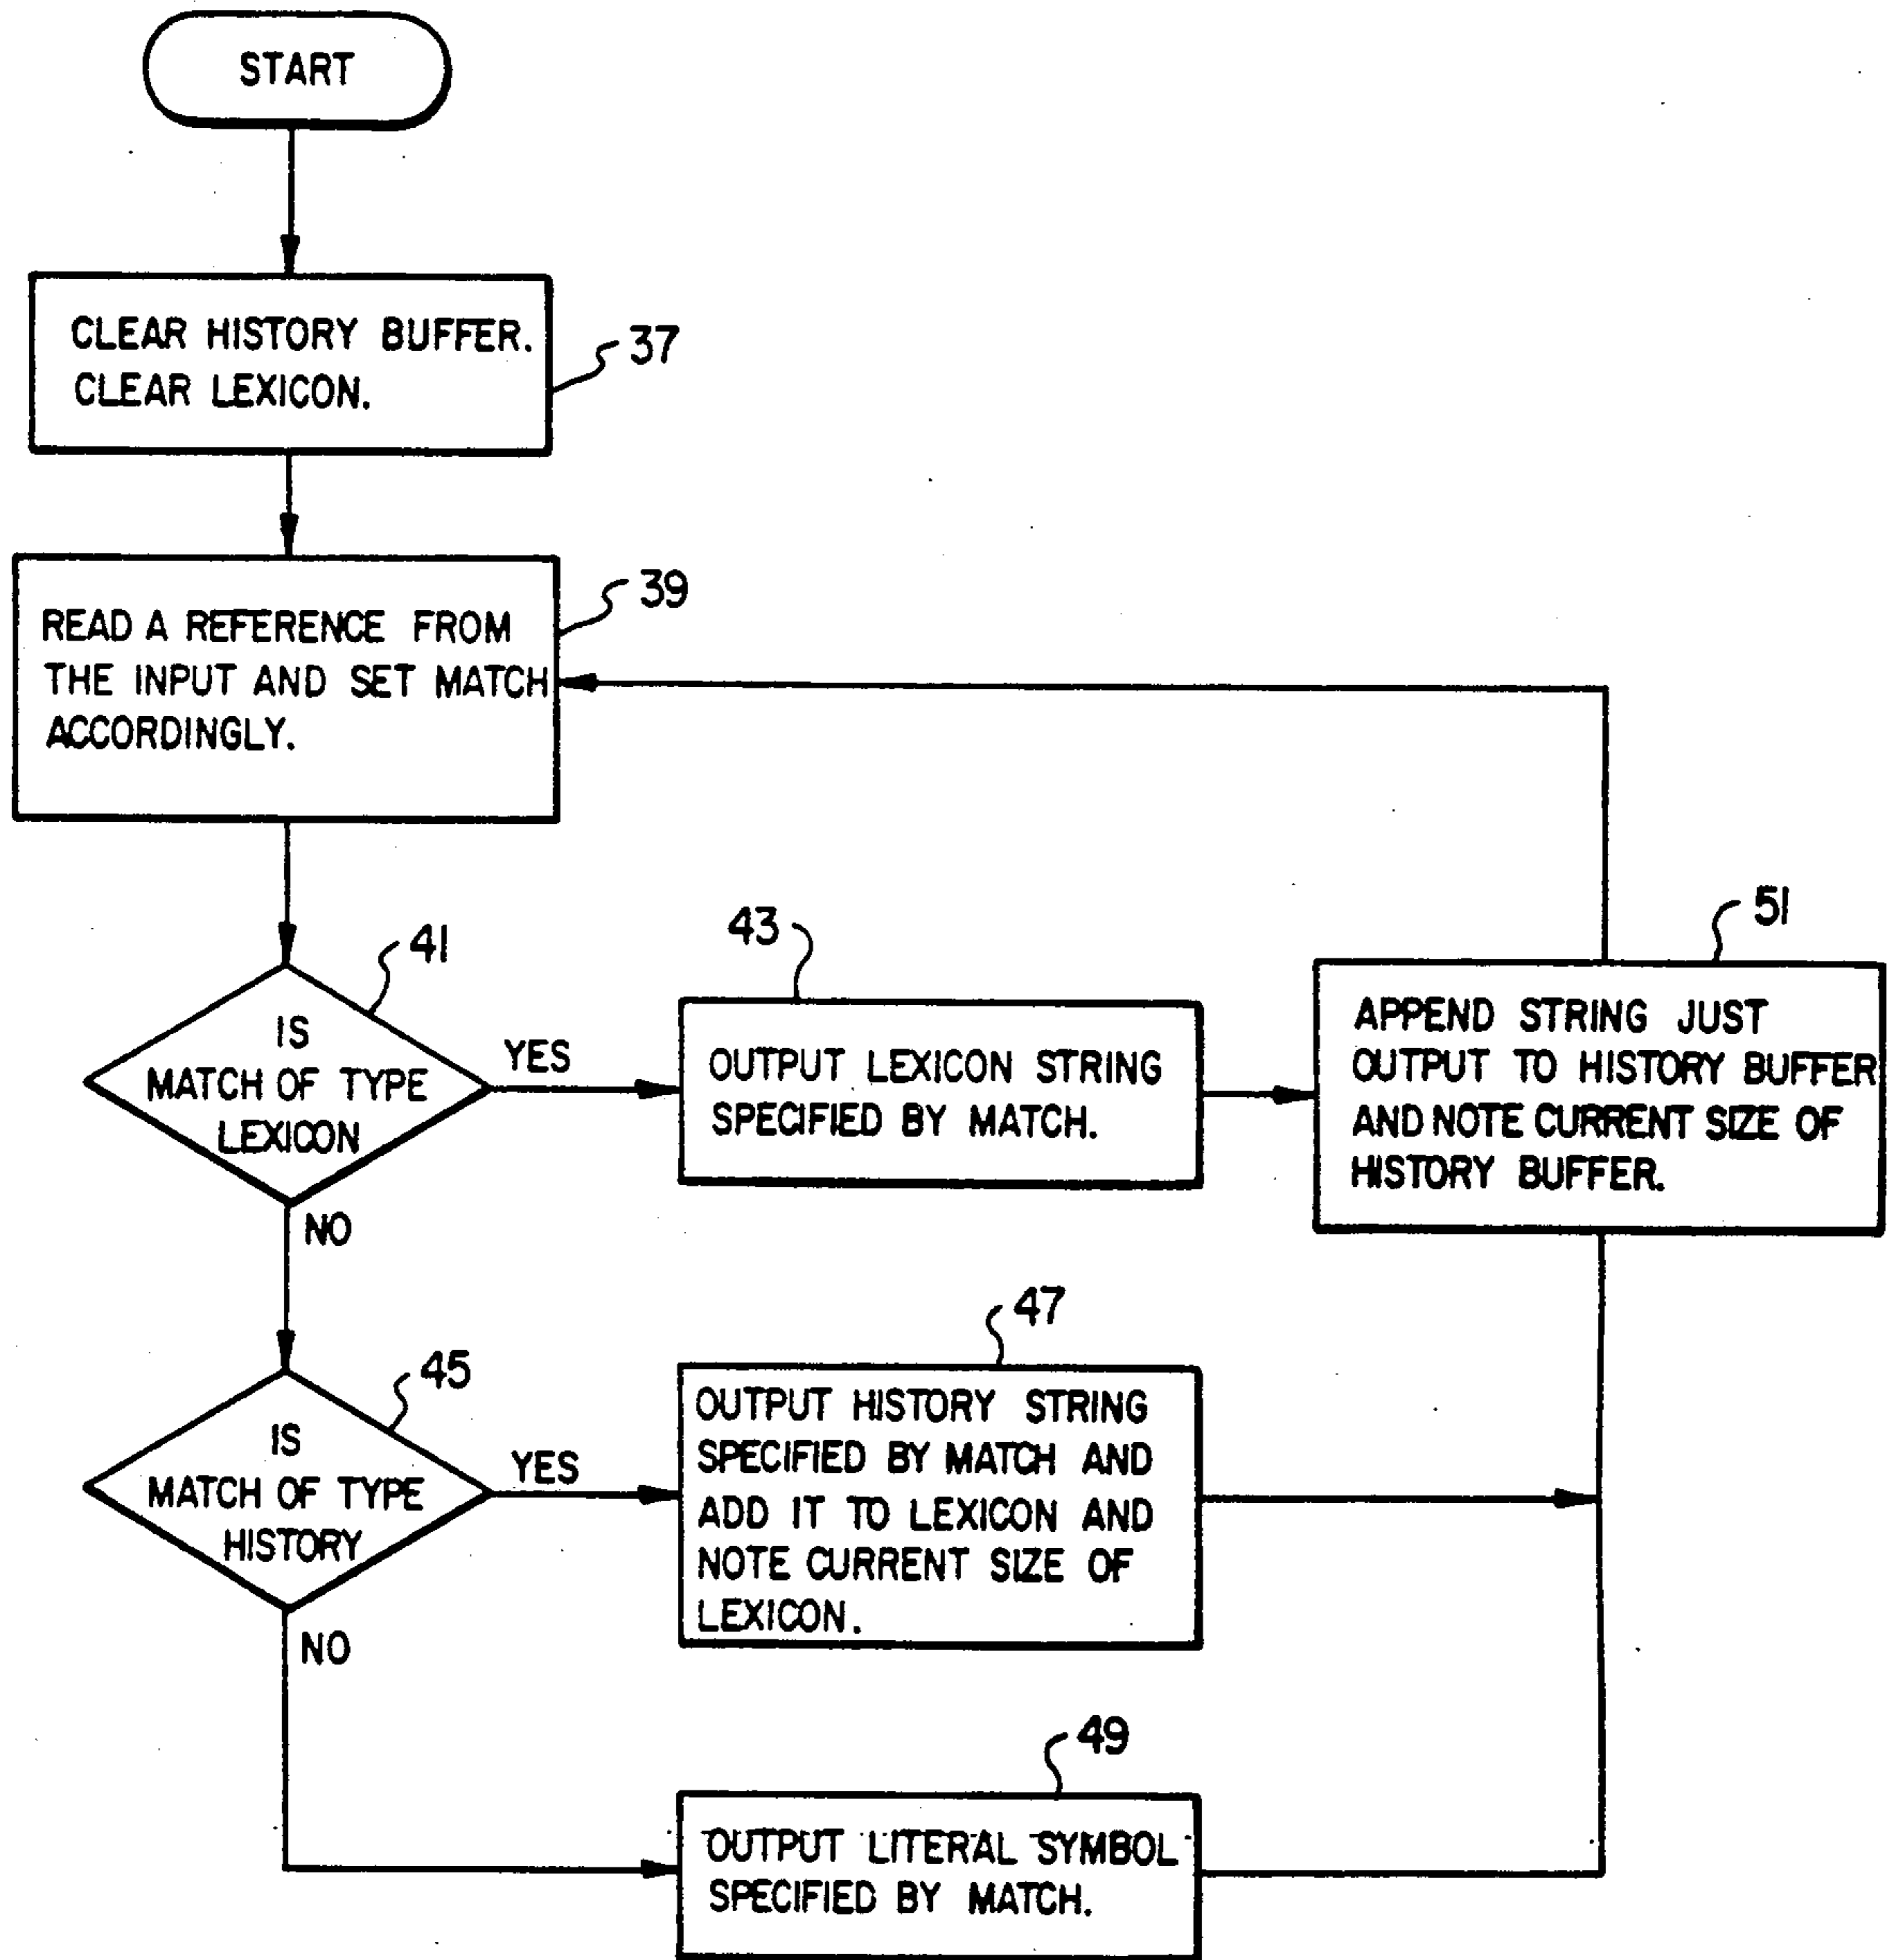 START
CLEAR HISTORY BUFFER.
CLEAR LEXICON.
37
READ A REFERENCE FROM
THE INPUT AND SET MATCH
ACCORDINGLY.
39
IS
MATCH OF TYPE
LEXICON
41
YES
NO
43
OUTPUT LEXICON STRING
SPECIFIED BY MATCH.
51
APPEND STRING JUST
OUTPUT TO HISTORY BUFFER
AND NOTE CURRENT SIZE OF
HISTORY BUFFER.
IS
MATCH OF TYPE
HISTORY
45
YES
NO
47
OUTPUT HISTORY STRING
SPECIFIED BY MATCH AND
ADD IT TO LEXICON AND
NOTE CURRENT SIZE OF
LEXICON.
49
OUTPUT LITERAL SYMBOL
SPECIFIED BY MATCH.